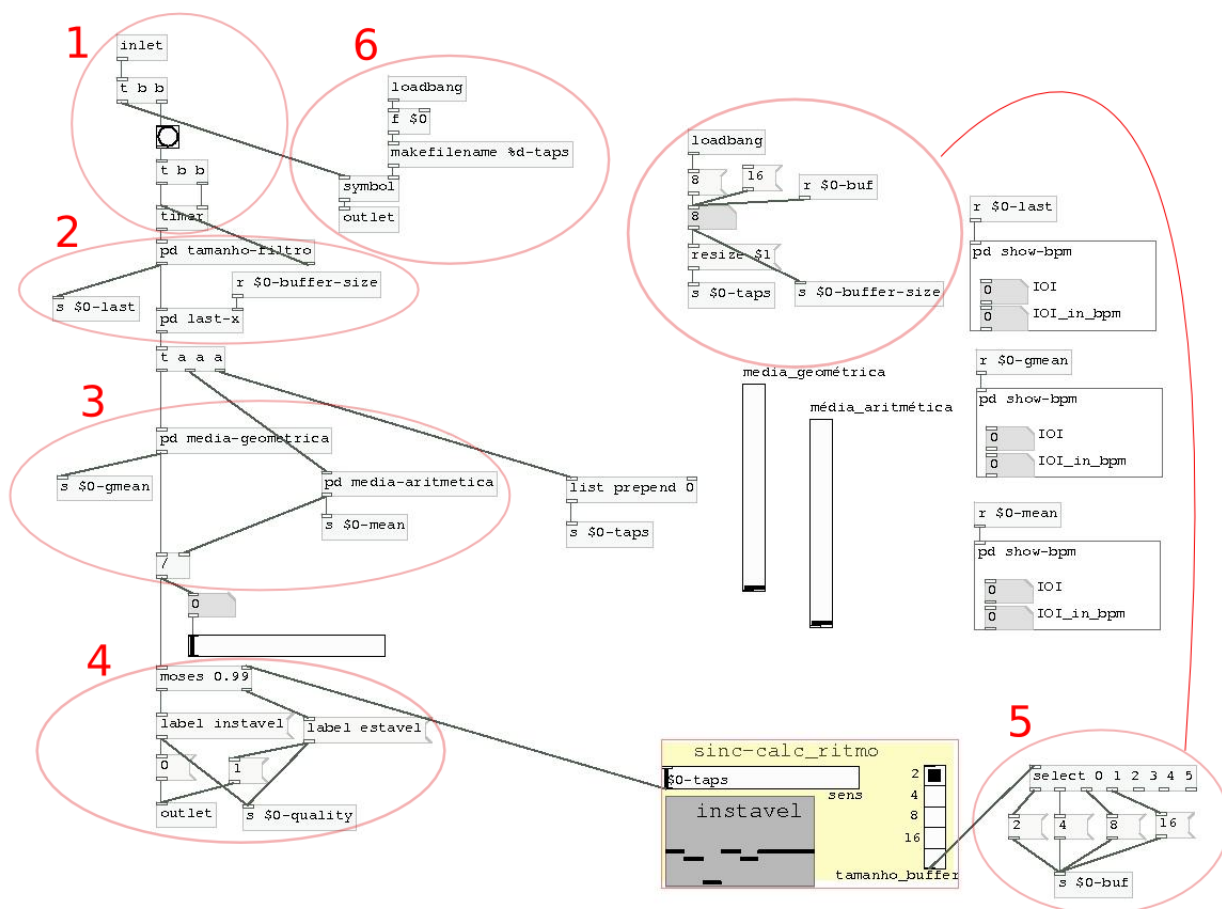 1
inlet
t b b
t b b
timer
6
loadbang
f $0
makefilename %d-taps
symbol
outlet
2
pd tamanho-filtro
s $0-last
r $0-buffer-size
pd last-x
t a a a
3
pd media-geometrica
s $0-gmean
pd media-aritmetica
s $0-mean
/
0
list prepend 0
s $0-taps
4
moses 0.99
label instavel
label estavel
0
1
outlet
s $0-quality
loadbang
8
16
r $0-buf
8
resize $1
s $0-taps
s $0-buffer-size
media_geométrica
média_aritmética
r $0-last
pd show-bpm
0
IOI
0
IOI_in_bpm
r $0-gmean
pd show-bpm
0
IOI
0
IOI_in_bpm
r $0-mean
pd show-bpm
0
IOI
0
IOI_in_bpm
sinc-calc_ritmo
$0-taps
sens
instavel
2
4
8
16
tamanho_buffer
5
select 0 1 2 3 4 5
2
4
8
16
s $0-buf